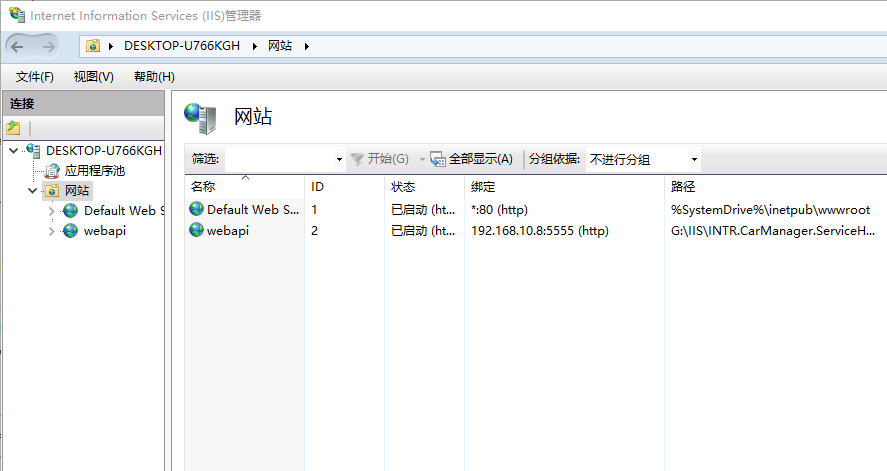 Internet Information Services (IIS)管理器
DESKTOP-U766KGH 网站
文件(F) 视图(V) 帮助(H)
连接
DESKTOP-U766KGH
应用程序池
网站
Default Web S
webapi
网站
筛选: 开始(G) 全部显示(A) 分组依据: 不进行分组
名称 ID 状态 绑定 路径
Default Web S... 1 已启动 (ht... *:80 (http) %SystemDrive%\inetpub\wwwroot
webapi 2 已启动 (ht... 192.168.10.8:5555 (http) G:\IIS\INTR.CarManager.ServiceH...